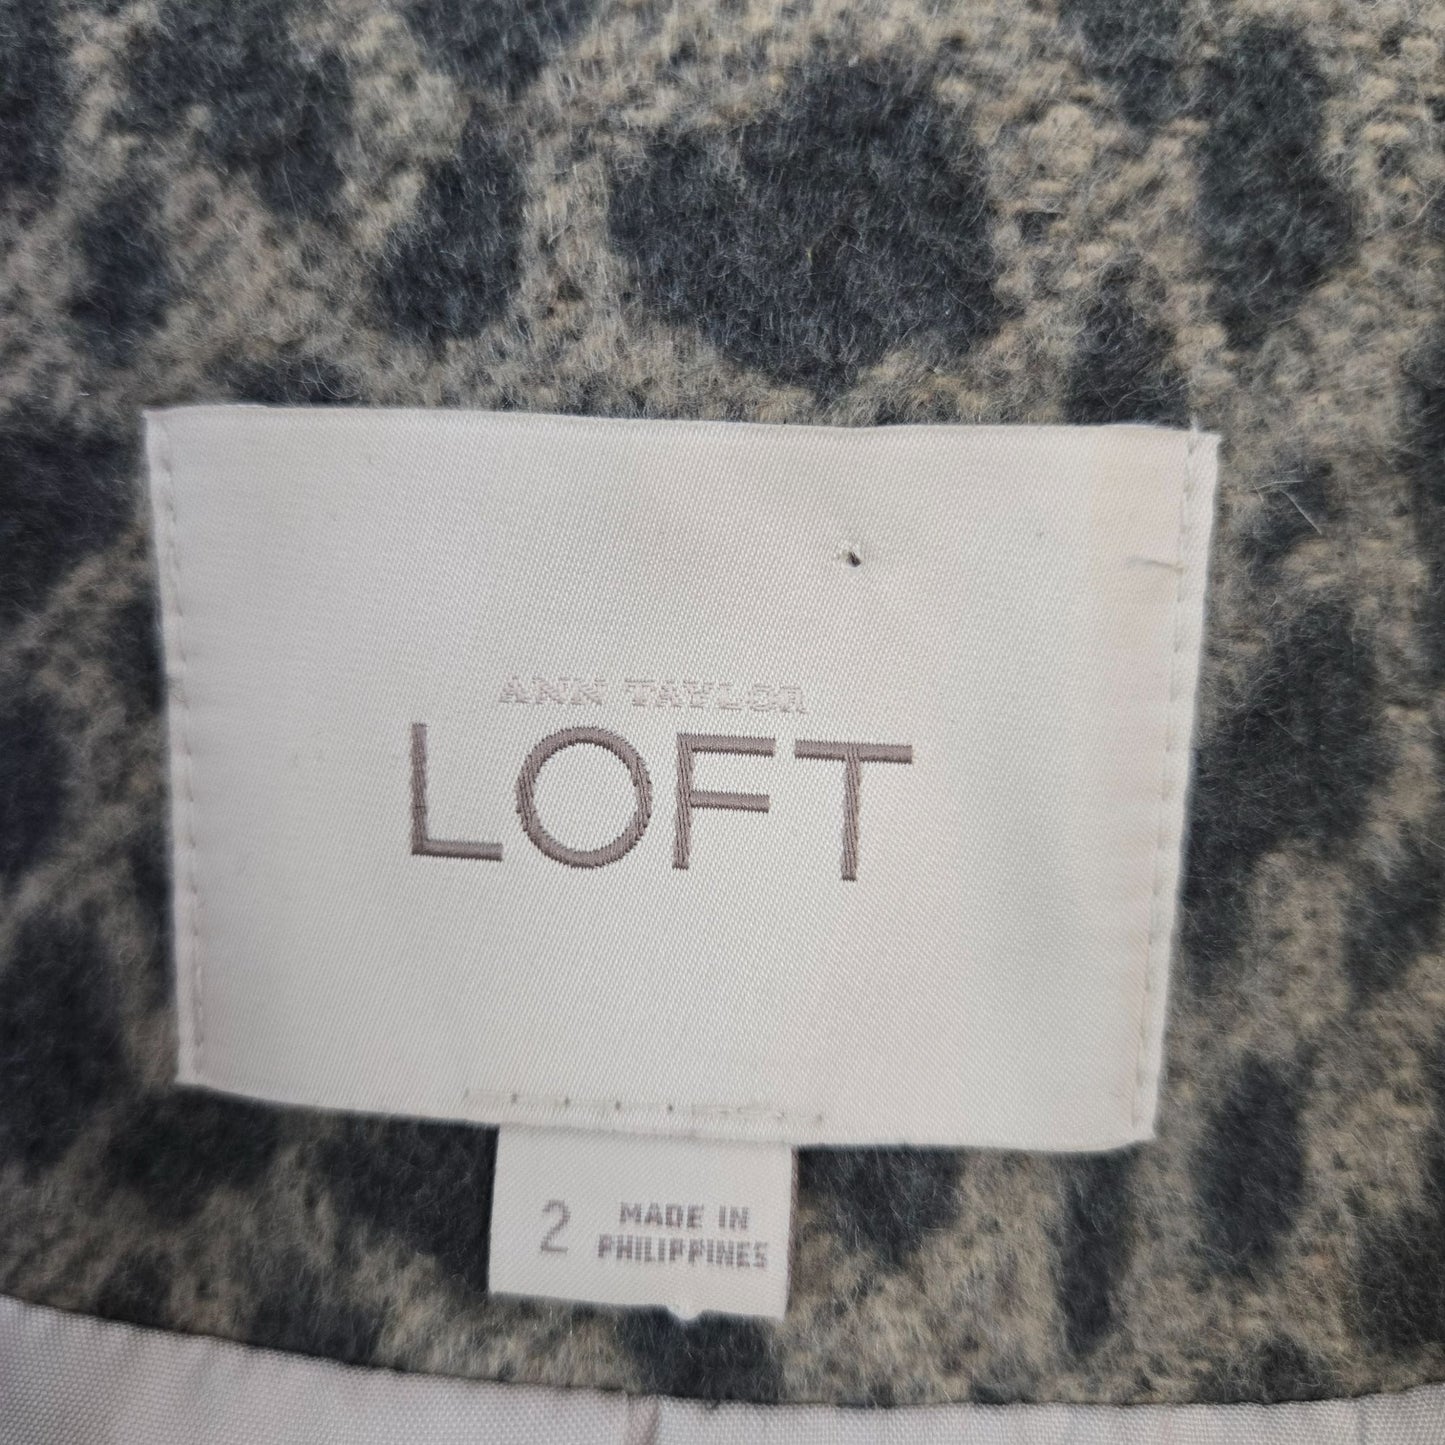 ANN TAYLOR
LOFT
2 MADE IN
PHILIPPINES